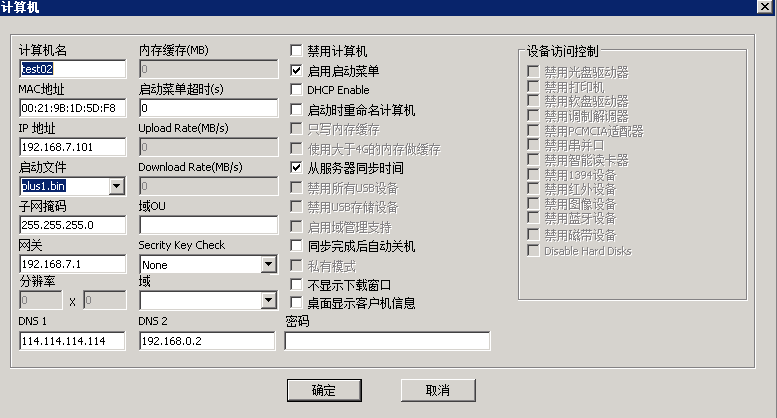 计算机
计算机名
test02
MAC地址
00:21:9B:1D:5D:F8
IP 地址
192.168.7.101
启动文件
plus1.bin
子网掩码
255.255.255.0
网关
192.168.7.1
分辨率
0 X 0
DNS 1
114.114.114.114
内存缓存(MB)
0
启动菜单超时(s)
0
Upload Rate(MB/s)
0
Download Rate(MB/s)
0
域OU
Secrity Key Check
None
域
DNS 2
192.168.0.2
禁用计算机
启用启动菜单
DHCP Enable
启动时重命名计算机
只写内存缓存
使用大于4G的内存做缓存
从服务器同步时间
禁用所有USB设备
禁用USB存储设备
启用域管理支持
同步完成后自动关机
私有模式
不显示下载窗口
桌面显示客户机信息
密码
设备访问控制
禁用光盘驱动器
禁用打印机
禁用软盘驱动器
禁用调制解调器
禁用PCMCIA适配器
禁用串并口
禁用智能读卡器
禁用1394设备
禁用红外设备
禁用图像设备
禁用蓝牙设备
禁用磁带设备
Disable Hard Disks
确定
取消